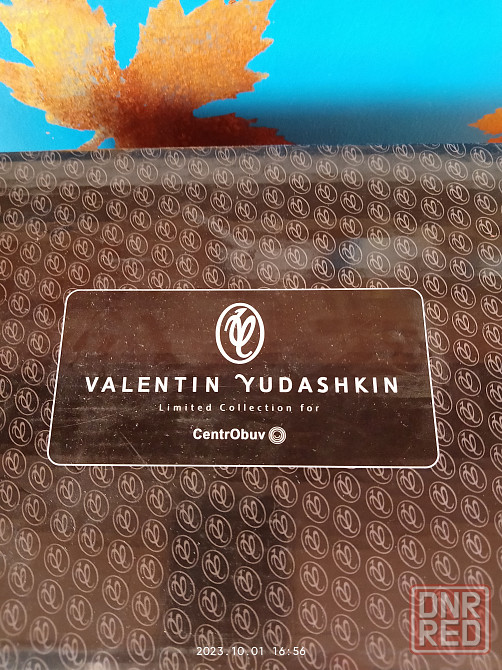 VALENTIN YUDASHKIN
Limited Collection for
CentrObuv
DNR
RED
2023.10.01 16:56